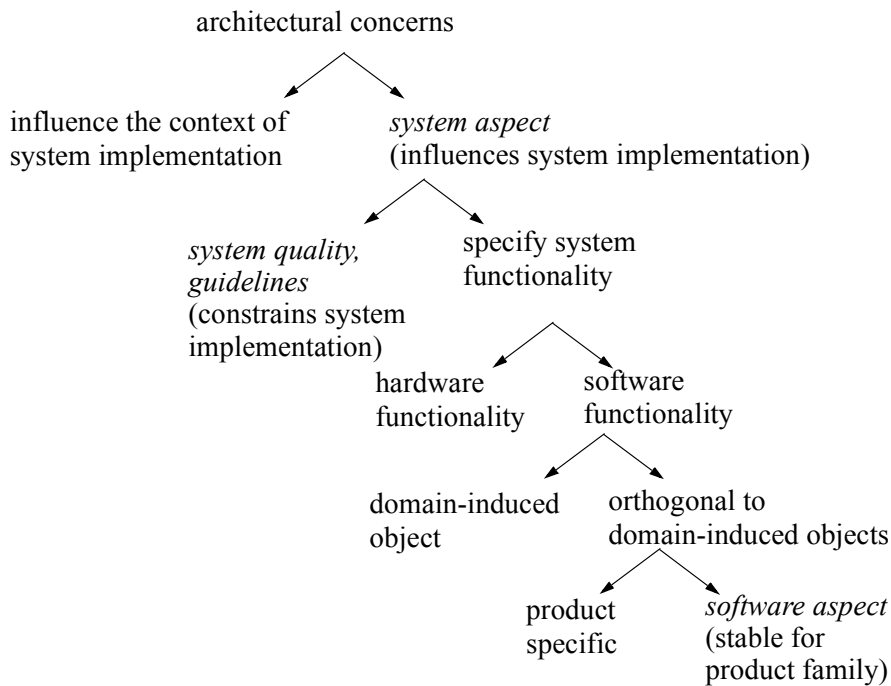 architectural concerns
influence the context of
system implementation
system aspect
(influences system implementation)
system quality,
guidelines
(constrains system
implementation)
specify system
functionality
hardware
functionality
software
functionality
domain-induced
object
orthogonal to
domain-induced objects
product
specific
software aspect
(stable for
product family)